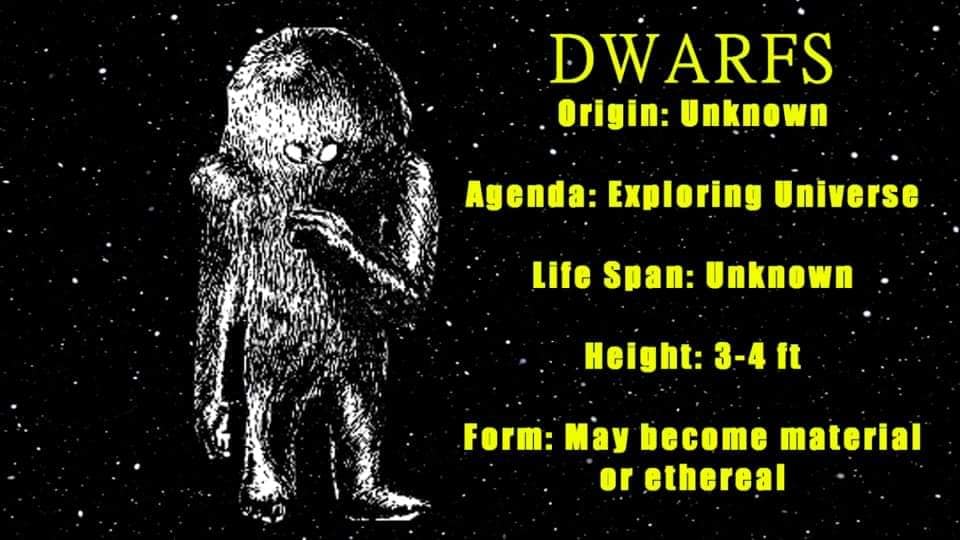 DWARFS
Origin: Unknown
Agenda: Exploring Universe
Life Span: Unknown
Height: 3-4 ft
Form: May become material
or ethereal